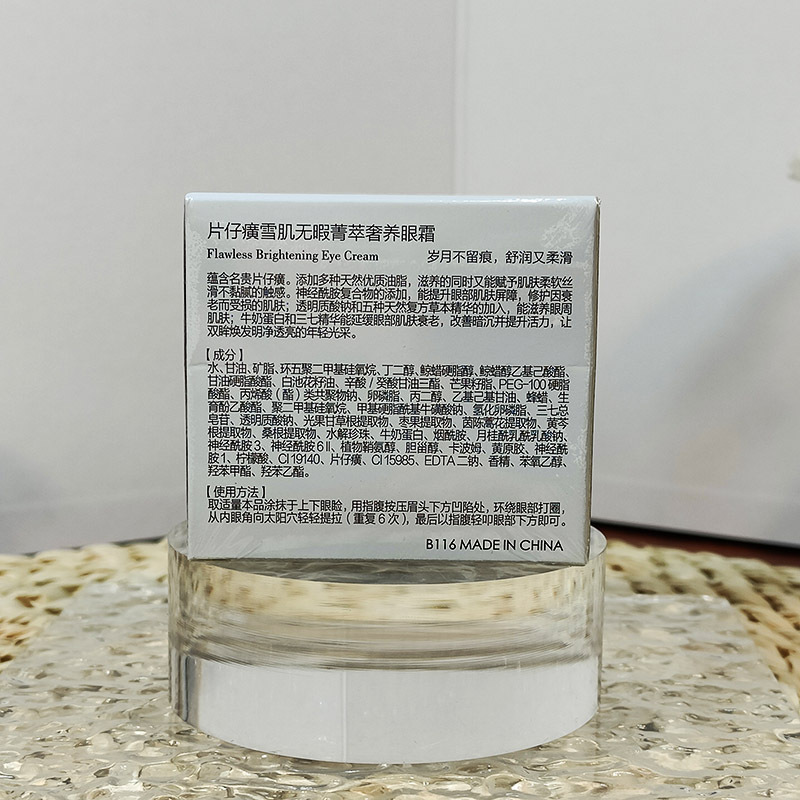 片仔癀雪肌无暇菁萃奢养眼霜
Flawless Brightening Eye Cream 岁月不留痕，舒润又柔滑
蕴含名贵片仔癀。添加多种天然优质油脂，滋养的同时又能赋予肌肤柔软丝
滑不黏腻的触感。神经酰胺复合物的添加，能提升眼部肌肤屏障，修护因衰
老而受损的肌肤；透明质酸钠和五种天然复方草本精华的加入，能滋养眼周
肌肤；牛奶蛋白和三七精华能延缓眼部肌肤衰老，改善暗沉并提升活力，让
双眸焕发明净透亮的年轻光采。
【成分】
水、甘油、矿脂、环五聚二甲基硅氧烷、丁二醇、鲸蜡硬脂醇、鲸蜡醇乙基己酸酯、
甘油硬脂酸酯、白池花籽油、辛酸/癸酸甘油三酯、芒果籽脂、PEG-100硬脂
酸酯、丙烯酸（酯）类共聚物钠、卵磷脂、丙二醇、乙基己基甘油、蜂蜡、生
育酚乙酸酯、聚二甲基硅氧烷、甲基硬脂酰基牛磺酸钠、氢化卵磷脂、三七总
皂苷、透明质酸钠、光果甘草根提取物、枣果提取物、茵陈蒿花提取物、黄芩
根提取物、桑根提取物、水解珍珠、牛奶蛋白、烟酰胺、月桂酰乳酰乳酸钠、
神经酰胺3、神经酰胺6 II、植物鞘氨醇、胆甾醇、卡波姆、黄原胶、神经酰
胺1、柠檬酸、CI 19140、片仔癀、CI 15985、EDTA二钠、香精、苯氧乙醇、
羟苯甲酯、羟苯乙酯。
【使用方法】
取适量本品涂抹于上下眼睑，用指腹按压眉头下方凹陷处，环绕眼部打圈，
从内眼角向太阳穴轻轻提拉（重复6次），最后以指腹轻叩眼部下方即可。
B116 MADE IN CHINA